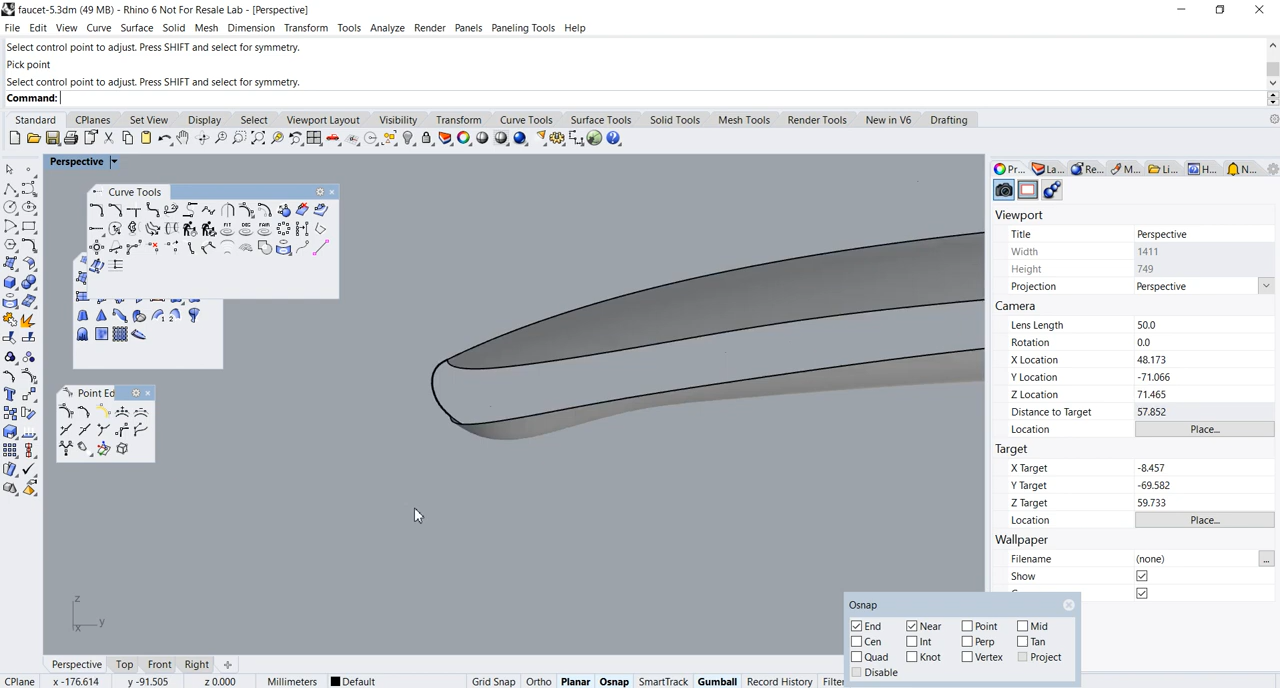 faucet-5.3dm (49 MB) - Rhino 6 Not For Resale Lab - [Perspective]
File Edit View Curve Surface Solid Mesh Dimension Transform Tools Analyze Render Panels Paneling Tools Help
Select control point to adjust. Press SHIFT and select for symmetry.
Pick point
Select control point to adjust. Press SHIFT and select for symmetry.
Command:
Standard CPlanes Set View Display Select Viewport Layout Visibility Transform Curve Tools Surface Tools Solid Tools Mesh Tools Render Tools New in V6 Drafting
Perspective
Pr... La... Re... M... Li... H... N...
Curve Tools
Viewport
Title Perspective
Width 1411
Height 749
Projection Perspective
Camera
Lens Length 50.0
Rotation 0.0
X Location 48.173
Y Location -71.066
Z Location 71.465
Distance to Target 57.852
Location Place...
Target
X Target -8.457
Y Target -69.582
Z Target 59.733
Location Place...
Wallpaper
Filename (none) ...
Show
Point Ed
Osnap
End Near Point Mid
Cen Int Perp Tan
Quad Knot Vertex Project
Disable
z
y
x
Perspective Top Front Right
CPlane x -176.614 y -91.505 z 0.000 Millimeters Default Grid Snap Ortho Planar Osnap SmartTrack Gumball Record History Filter